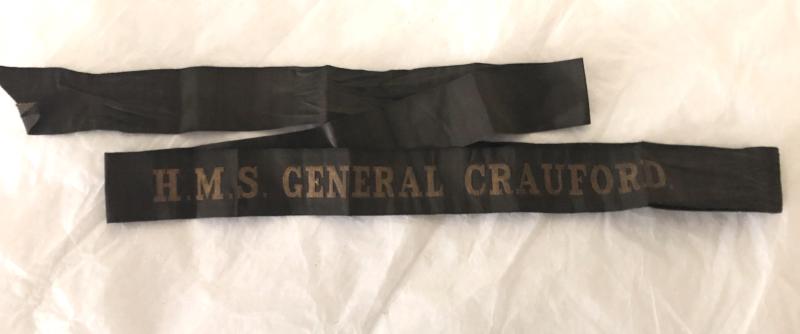 H.M.S. GENERAL CRAUFORD.